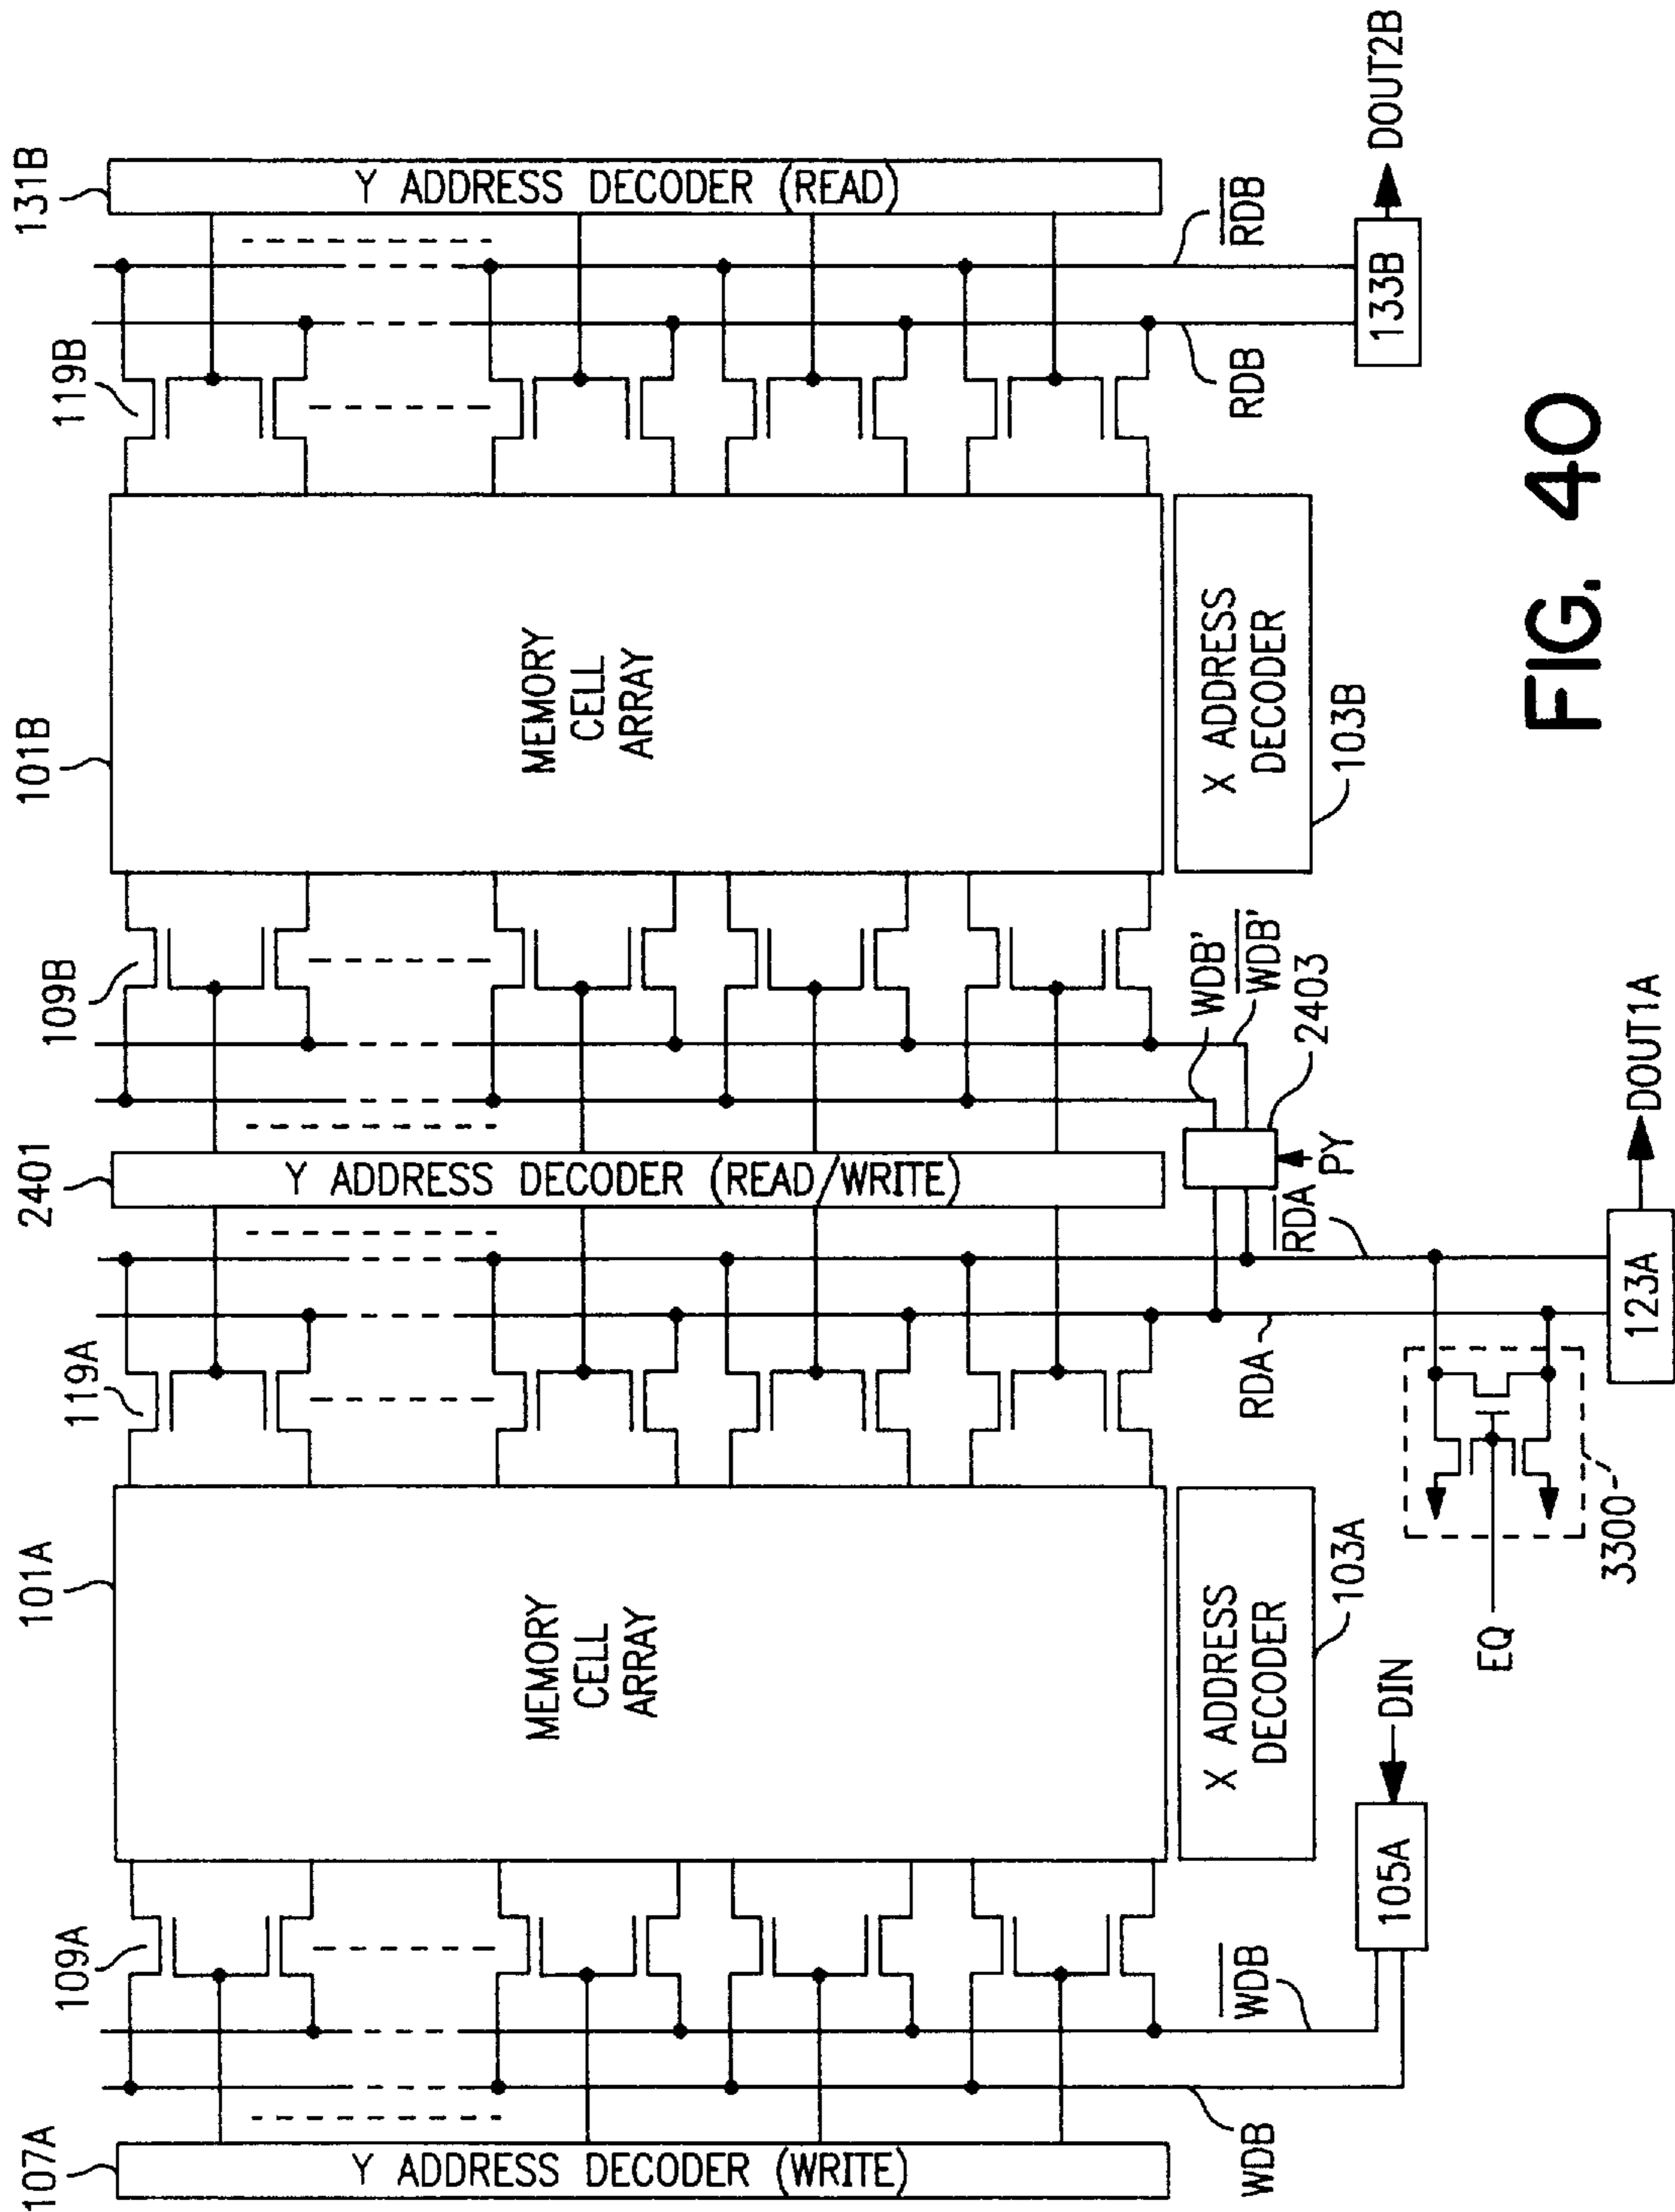 107A
Y ADDRESS DECODER (WRITE)
109A
WDB
WDB
105A
DIN
101A
MEMORY
CELL
ARRAY
X ADDRESS
DECODER
103A
119A
RDA
RDA
EQ
3300
123A
DOUT1A
2401
Y ADDRESS DECODER (READ/WRITE)
PY
2403
WDB'
WDB'
109B
101B
MEMORY
CELL
ARRAY
X ADDRESS
DECODER
103B
119B
RDB
RDB
131B
Y ADDRESS DECODER (READ)
133B
DOUT2B
FIG. 40